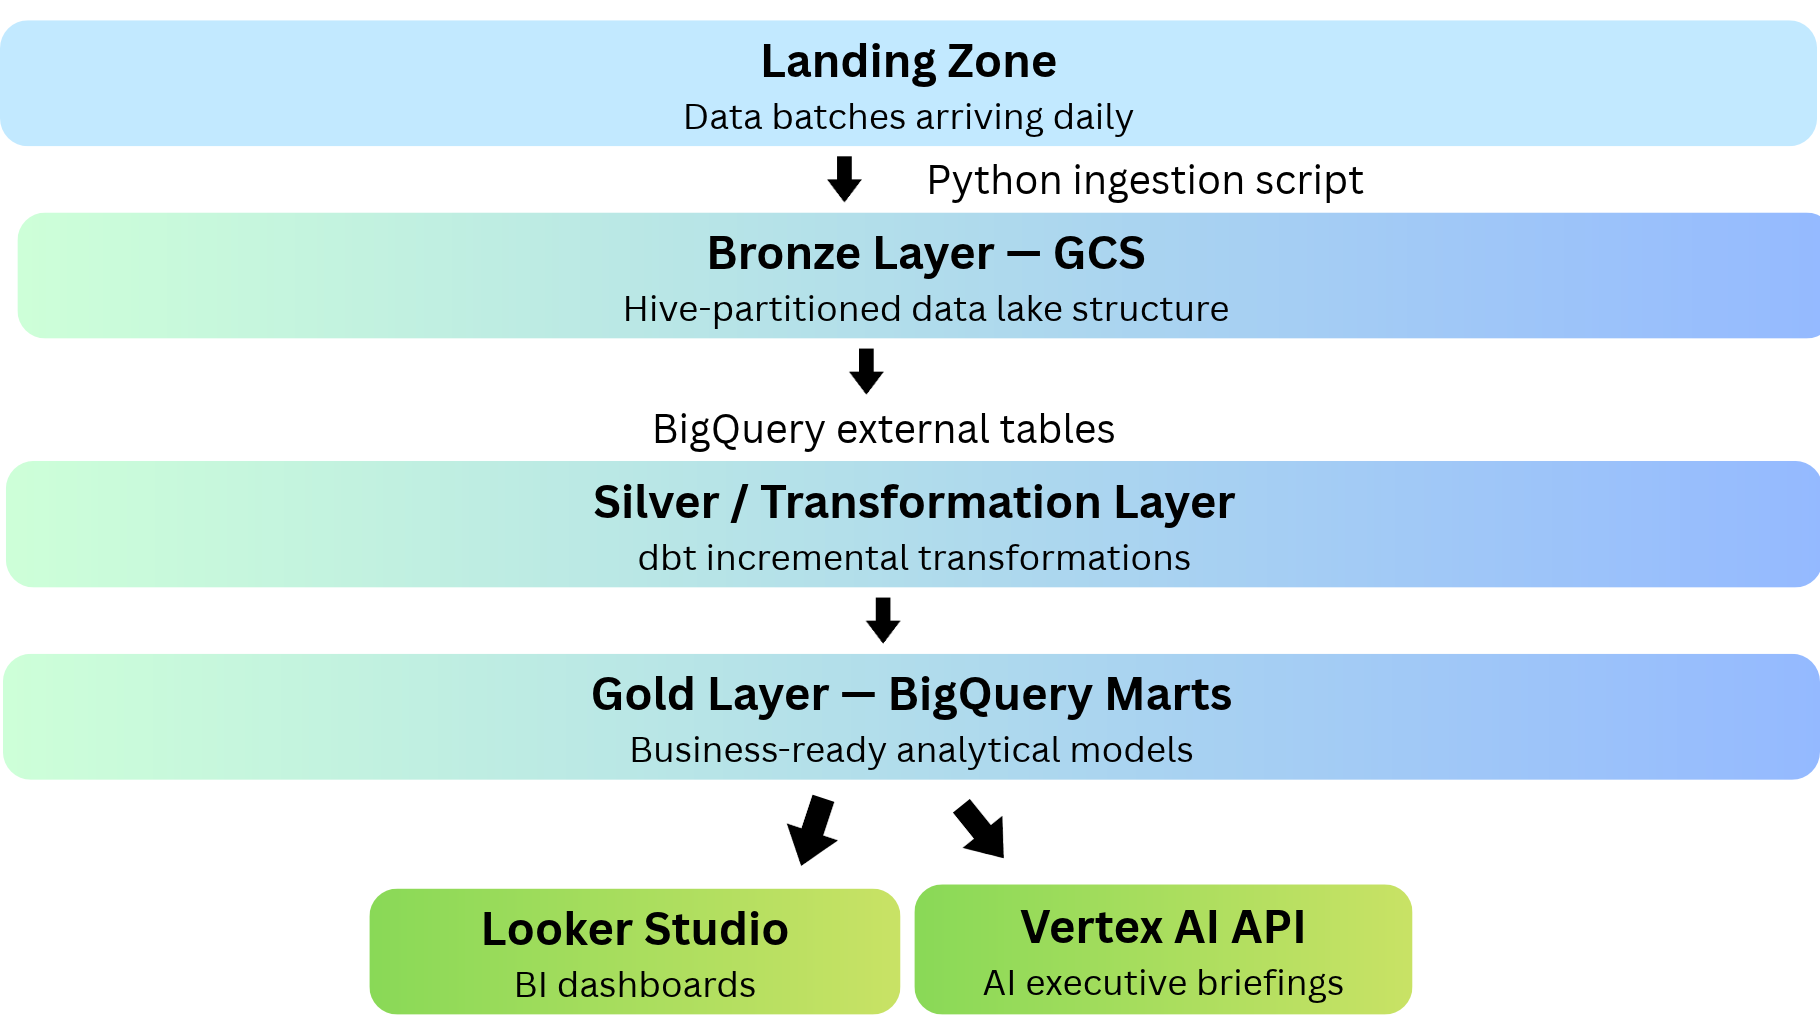 Landing Zone
Data batches arriving daily
Python ingestion script
Bronze Layer — GCS
Hive-partitioned data lake structure
BigQuery external tables
Silver / Transformation Layer
dbt incremental transformations
Gold Layer — BigQuery Marts
Business-ready analytical models
Looker Studio
BI dashboards
Vertex AI API
AI executive briefings